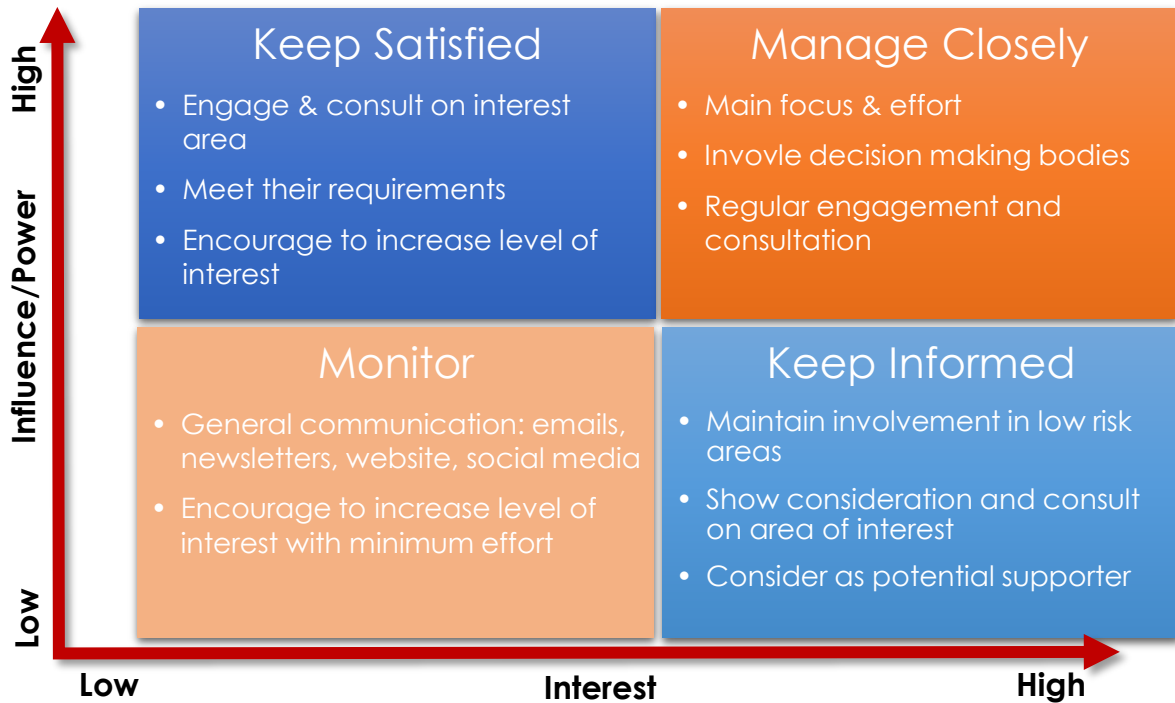 High
Influence/Power
Low
Keep Satisfied
• Engage & consult on interest
area
• Meet their requirements
• Encourage to increase level of
interest
Manage Closely
• Main focus & effort
• Invovle decision making bodies
• Regular engagement and
consultation
Monitor
• General communication: emails,
newsletters, website, social media
• Encourage to increase level of
interest with minimum effort
Keep Informed
• Maintain involvement in low risk
areas
• Show consideration and consult
on area of interest
• Consider as potential supporter
Low
Interest
High